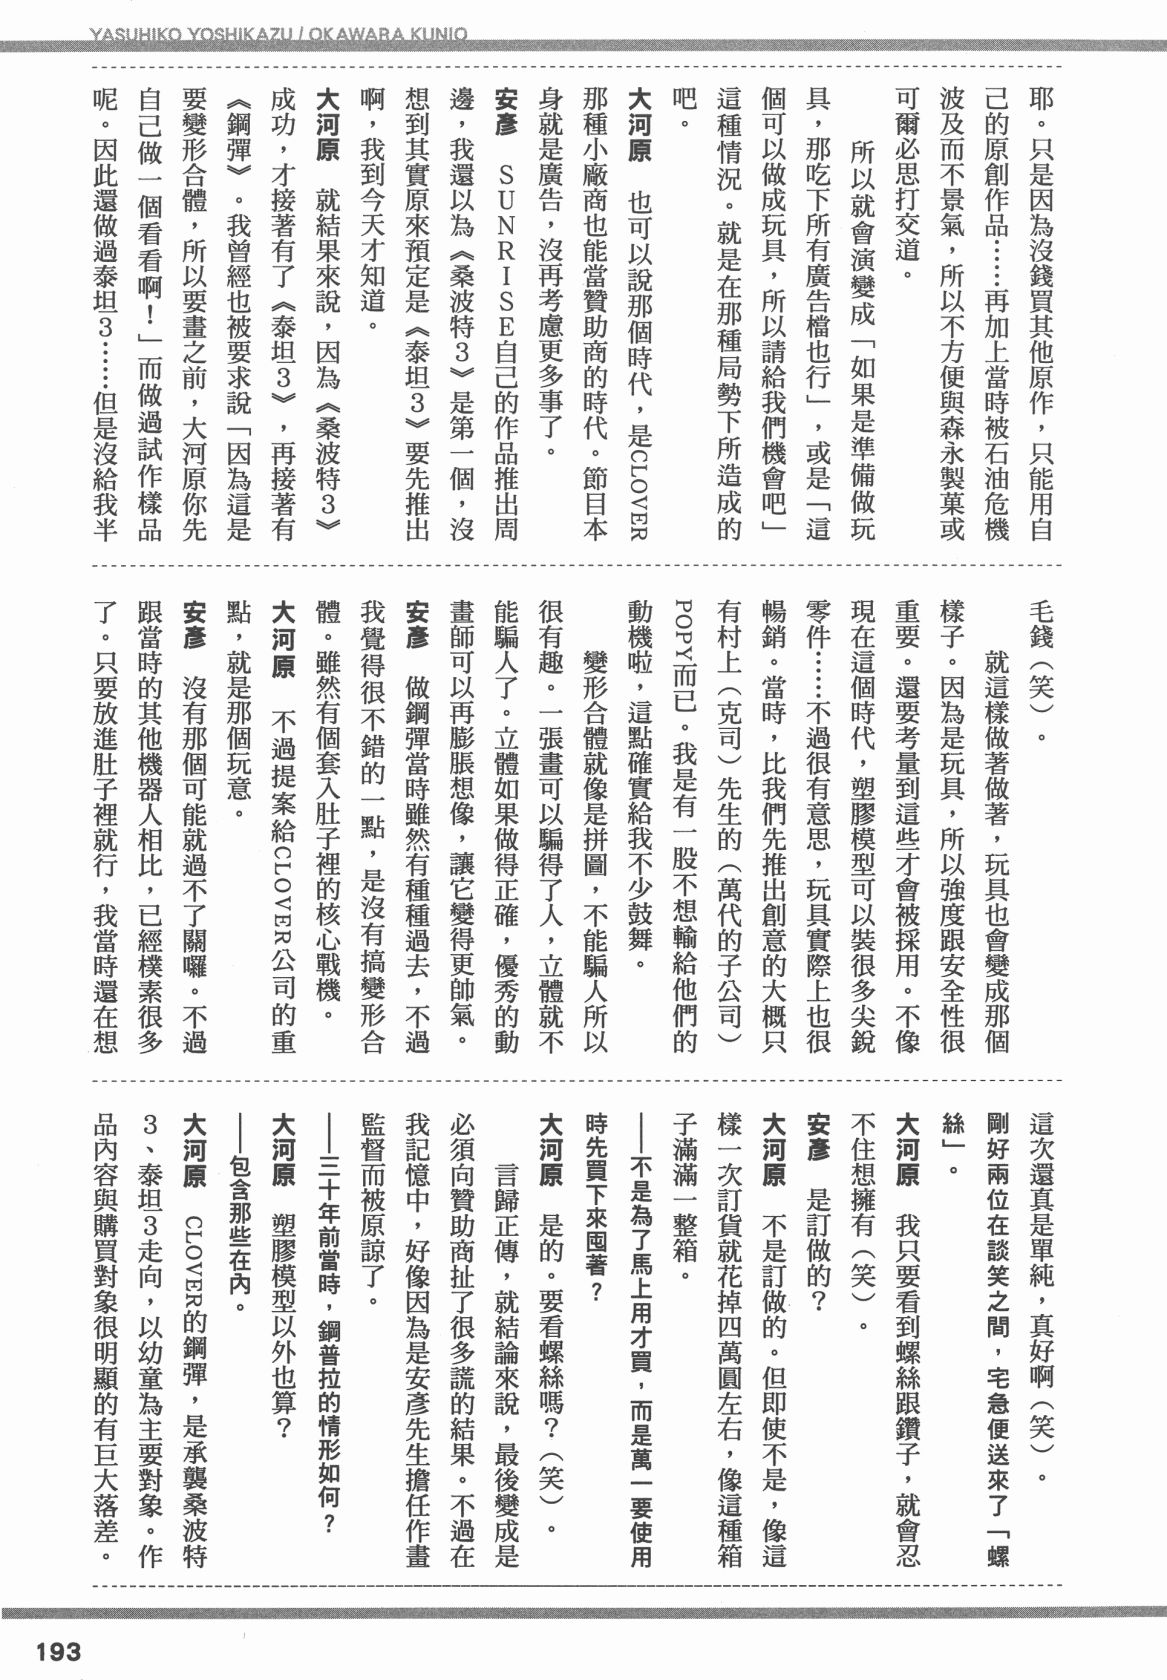 YASUHIKO YOSHIKAZU / OKAWARA KUNIO
耶。只是因為沒錢買其他原作，只能用自
己的原創作品……再加上當時被石油危機
波及而不景氣，所以不方便與森永製菓或
可爾必思打交道。
所以就會演變成「如果是準備做玩
具，那吃下所有廣告檔也行」，或是「這
個可以做成玩具，所以請給我們機會吧」
這種情況。就是在那種局勢下所造成的
吧。
大河原　也可以說那個時代，是CLOVER
那種小廠商也能當贊助商的時代。節目本
身就是廣告，沒再考慮更多事了。
安彥　SUNRISE自己的作品推出周
邊，我還以為《桑波特3》是第一個，沒
想到其實原來預定是《泰坦3》要先推出
啊，我到今天才知道。
大河原　就結果來說，因為《桑波特3》
成功，才接著有了《泰坦3》，再接著有
《鋼彈》。我曾經也被要求說「因為這是
要變形合體，所以要畫之前，大河原你先
自己做一個看看啊！」而做過試作樣品
呢。因此還做過泰坦3……但是沒給我半
毛錢（笑）。
就這樣做著做著，玩具也會變成那個
樣子。因為是玩具，所以強度跟安全性很
重要。還要考量到這些才會被採用。不像
現在這個時代，塑膠模型可以裝很多尖銳
零件……不過很有意思，玩具實際上也很
暢銷。當時，比我們先推出創意的大概只
有村上（克司）先生的（萬代的子公司）
POPY而已。我是有一股不想輸給他們的
動機啦，這點確實給我不少鼓舞。
變形合體就像是拼圖，不能騙人所以
很有趣。一張畫可以騙得了人，立體就不
能騙人了。立體如果做得正確，優秀的動
畫師可以再膨脹想像，讓它變得更帥氣。
安彥　做鋼彈當時雖然有種種過去，不過
我覺得很不錯的一點，是沒有搞變形合
體。雖然有個套入肚子裡的核心戰機。
大河原　不過提案給CLOVER公司的重
點，就是那個玩意。
安彥　沒有那個可能就過不了關囉。不過
跟當時的其他機器人相比，已經樸素很多
了。只要放進肚子裡就行，我當時還在想
這次還真是單純，真好啊（笑）。
剛好兩位在談笑之間，宅急便送來了「螺
絲」。
大河原　我只要看到螺絲跟鑽子，就會忍
不住想擁有（笑）。
安彥　是訂做的？
大河原　不是訂做的。但即使不是，像這
樣一次訂貨就花掉四萬圓左右，像這種箱
子滿滿一整箱。
——不是為了馬上用才買，而是萬一要使用
時先買下來囤著？
大河原　是的。要看螺絲嗎？（笑）。
言歸正傳，就結論來說，最後變成是
必須向贊助商扯了很多謊的結果。不過在
我記憶中，好像因為是安彥先生擔任作畫
監督而被原諒了。
——三十年前當時，鋼普拉的情形如何？
大河原　塑膠模型以外也算？
——包含那些在內。
大河原　CLOVER的鋼彈，是承襲桑波特
3、泰坦3走向，以幼童為主要對象。作
品內容與購買對象很明顯的有巨大落差。
193